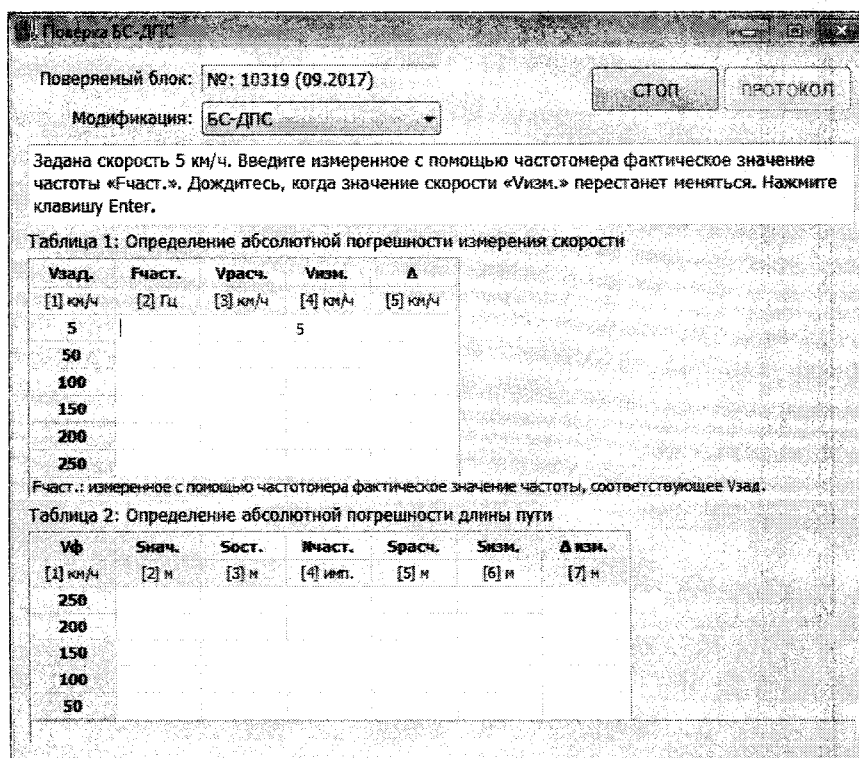 Поверка БС-ДПС
Поверяемый блок: №: 10319 (09.2017)
СТОП ПРОТОКОЛ
Модификация: БС-ДПС
Задана скорость 5 км/ч. Введите измеренное с помощью частотомера фактическое значение
частоты «Fчаст.». Дождитесь, когда значение скорости «Vизм.» перестанет меняться. Нажмите
клавишу Enter.
Таблица 1: Определение абсолютной погрешности измерения скорости
Vзад. Fчаст. Vрасч. Vизм. Δ
[1] км/ч [2] Гц [3] км/ч [4] км/ч [5] км/ч
5 5
50
100
150
200
250
Fчаст.: измеренное с помощью частотомера фактическое значение частоты, соответствующее Vзад.
Таблица 2: Определение абсолютной погрешности длины пути
Vф Sнач. Sост. Nчаст. Sрасч. Sизм. Δ изм.
[1] км/ч [2] м [3] м [4] имп. [5] м [6] м [7] м
250
200
150
100
50